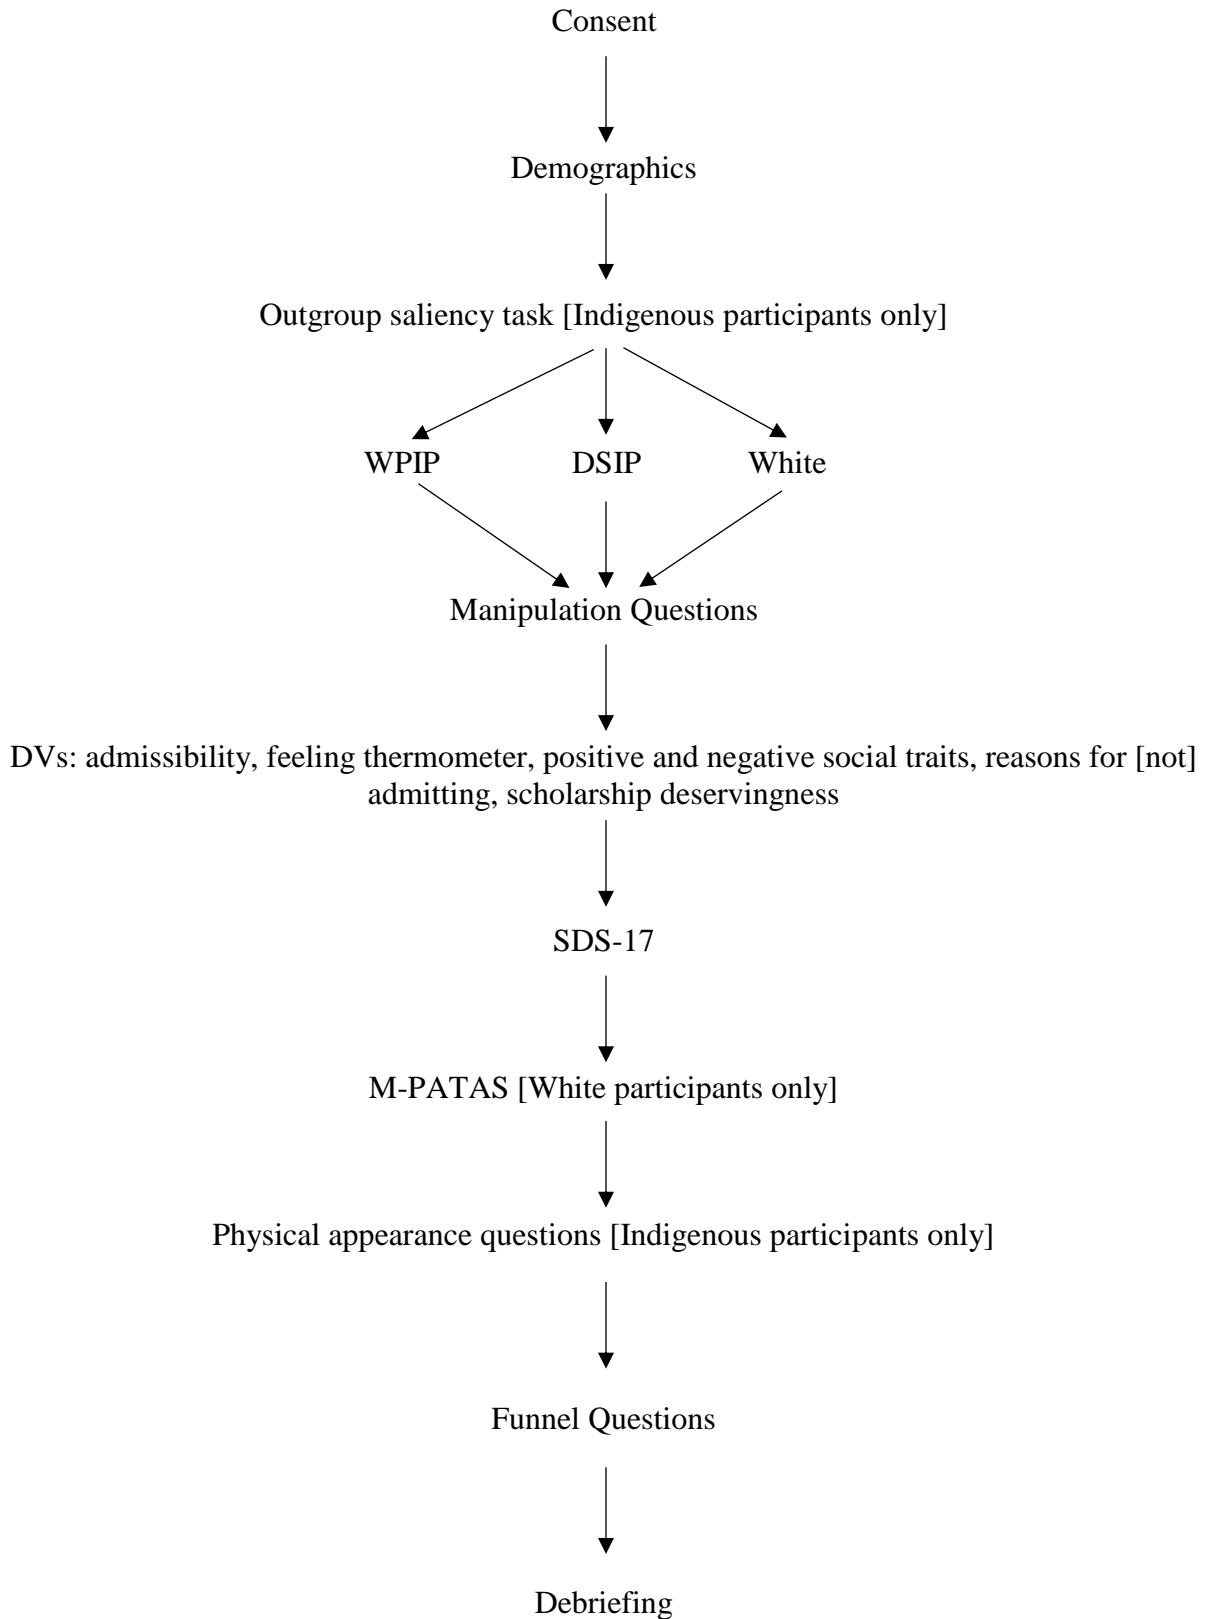 Consent
Demographics
Outgroup saliency task [Indigenous participants only]
WPIP DSIP White
Manipulation Questions
DVs: admissibility, feeling thermometer, positive and negative social traits, reasons for [not]
admitting, scholarship deservingness
SDS-17
M-PATAS [White participants only]
Physical appearance questions [Indigenous participants only]
Funnel Questions
Debriefing